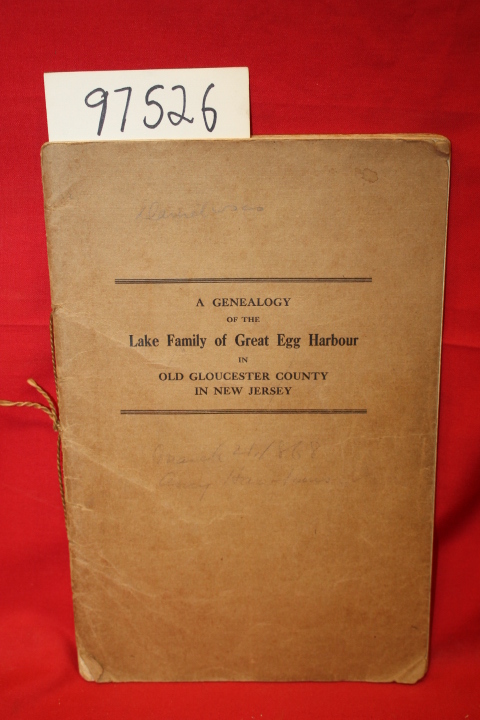 97526
A GENEALOGY
OF THE
Lake Family of Great Egg Harbour
IN
OLD GLOUCESTER COUNTY
IN NEW JERSEY